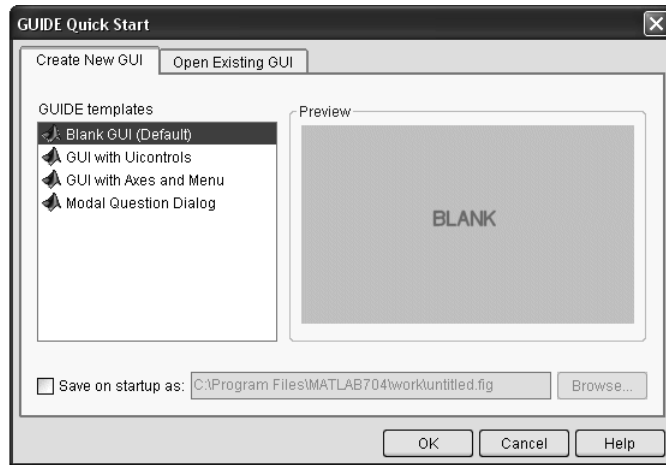 GUIDE Quick Start
Create New GUI
Open Existing GUI
GUIDE templates
Blank GUI (Default)
GUI with Uicontrols
GUI with Axes and Menu
Modal Question Dialog
Preview
BLANK
Save on startup as:
C:\Program Files\MATLAB704\work\untitled.fig
Browse...
OK
Cancel
Help